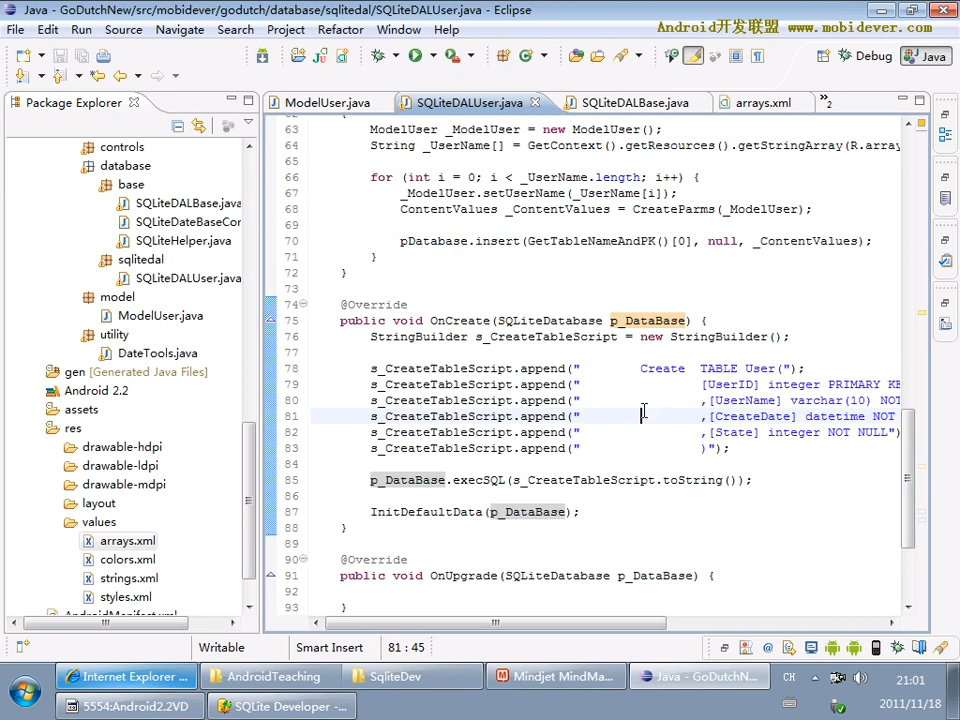 Java - GoDutchNew/src/mobidever/godutch/database/sqlitedal/SQLiteDALUser.java - Eclipse
File Edit Run Source Navigate Search Project Refactor Window Help
Android开发联盟 www.mobidever.com
Debug Java
Package Explorer
ModelUser.java SQLiteDALUser.java SQLiteDALBase.java arrays.xml »2
controls
database
base
SQLiteDALBase.java
SQLiteDateBaseCor
SQLiteHelper.java
sqlitedal
SQLiteDALUser.java
model
ModelUser.java
utility
DateTools.java
gen [Generated Java Files]
Android 2.2
assets
res
drawable-hdpi
drawable-ldpi
drawable-mdpi
layout
values
arrays.xml
colors.xml
strings.xml
styles.xml
AndroidManifest.xml
62 {
63 ModelUser _ModelUser = new ModelUser();
64 String _UserName[] = GetContext().getResources().getStringArray(R.array
65
66 for (int i = 0; i < _UserName.length; i++) {
67 _ModelUser.setUserName(_UserName[i]);
68 ContentValues _ContentValues = CreateParms(_ModelUser);
69
70 pDatabase.insert(GetTableNameAndPK()[0], null, _ContentValues);
71 }
72 }
73
74 @Override
75 public void OnCreate(SQLiteDatabase p_DataBase) {
76 StringBuilder s_CreateTableScript = new StringBuilder();
77
78 s_CreateTableScript.append(" Create TABLE User(");
79 s_CreateTableScript.append(" [UserID] integer PRIMARY KE
80 s_CreateTableScript.append(" ,[UserName] varchar(10) NOT
81 s_CreateTableScript.append(" ,[CreateDate] datetime NOT
82 s_CreateTableScript.append(" ,[State] integer NOT NULL")
83 s_CreateTableScript.append(" )");
84
85 p_DataBase.execSQL(s_CreateTableScript.toString());
86
87 InitDefaultData(p_DataBase);
88 }
89
90 @Override
91 public void OnUpgrade(SQLiteDatabase p_DataBase) {
92
93 }
Writable Smart Insert 81 : 45
Internet Explorer ... AndroidTeaching SqliteDev Mindjet MindMa... Java - GoDutchN... CH 21:01
5554:Android2.2VD SQLite Developer - ... 2011/11/18